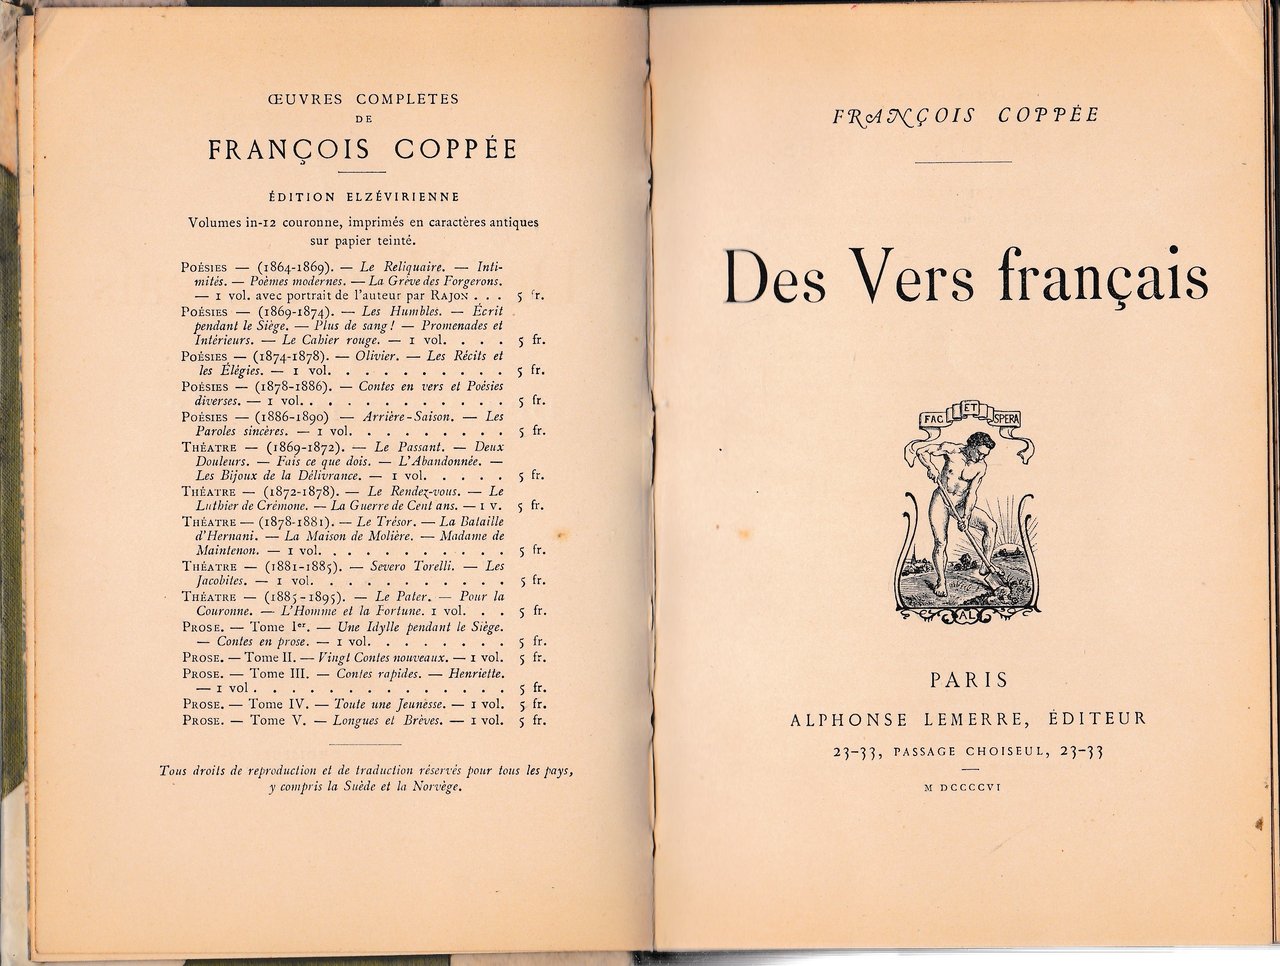 ŒUVRES COMPLETES
DE
FRANÇOIS COPPÉE
ÉDITION ELZÉVIRIENNE
Volumes in-12 couronne, imprimés en caractères antiques
sur papier teinté.
POÉSIES — (1864-1869). — Le Reliquaire. — Inti-
mités. — Poèmes modernes. — La Grève des Forgerons.
— 1 vol. avec portrait de l'auteur par RAJON . . . 5 fr.
POÉSIES — (1869-1874). — Les Humbles. — Écrit
pendant le Siège. — Plus de sang ! — Promenades et
Intérieurs. — Le Cahier rouge. — 1 vol. . . . 5 fr.
POÉSIES — (1874-1878). — Olivier. — Les Récits et
les Élégies. — 1 vol. . . . . . . . . . 5 fr.
POÉSIES — (1878-1886). — Contes en vers et Poésies
diverses. — 1 vol. . . . . . . . . . . 5 fr.
POÉSIES — (1886-1890) — Arrière-Saison. — Les
Paroles sincères. — 1 vol. . . . . . . . 5 fr.
THÉATRE — (1869-1872). — Le Passant. — Deux
Douleurs. — Fais ce que dois. — L'Abandonnée. —
Les Bijoux de la Délivrance. — 1 vol. . . . . 5 fr.
THÉATRE — (1872-1878). — Le Rendez-vous. — Le
Luthier de Crémone. — La Guerre de Cent ans. — 1 v. 5 fr.
THÉATRE — (1878-1881). — Le Trésor. — La Bataille
d'Hernani. — La Maison de Molière. — Madame de
Maintenon. — 1 vol. . . . . . . . . . 5 fr.
THÉATRE — (1881-1885). — Severo Torelli. — Les
Jacobites. — 1 vol. . . . . . . . . . 5 fr.
THÉATRE — (1885-1895). — Le Pater. — Pour la
Couronne. — L'Homme et la Fortune. 1 vol. . . 5 fr.
PROSE. — Tome Ier. — Une Idylle pendant le Siège.
— Contes en prose. — 1 vol. . . . . . . . 5 fr.
PROSE. — Tome II. — Vingt Contes nouveaux. — 1 vol. 5 fr.
PROSE. — Tome III. — Contes rapides. — Henriette.
— 1 vol . . . . . . . . . . . . . 5 fr.
PROSE. — Tome IV. — Toute une Jeunesse. — 1 vol. 5 fr.
PROSE. — Tome V. — Longues et Brèves. — 1 vol. 5 fr.
Tous droits de reproduction et de traduction réservés pour tous les pays,
y compris la Suède et la Norvège.
FRANÇOIS COPPÉE
Des Vers français
FAC ET SPERA
AL
PARIS
ALPHONSE LEMERRE, ÉDITEUR
23-33, PASSAGE CHOISEUL, 23-33
M DCCCCVI